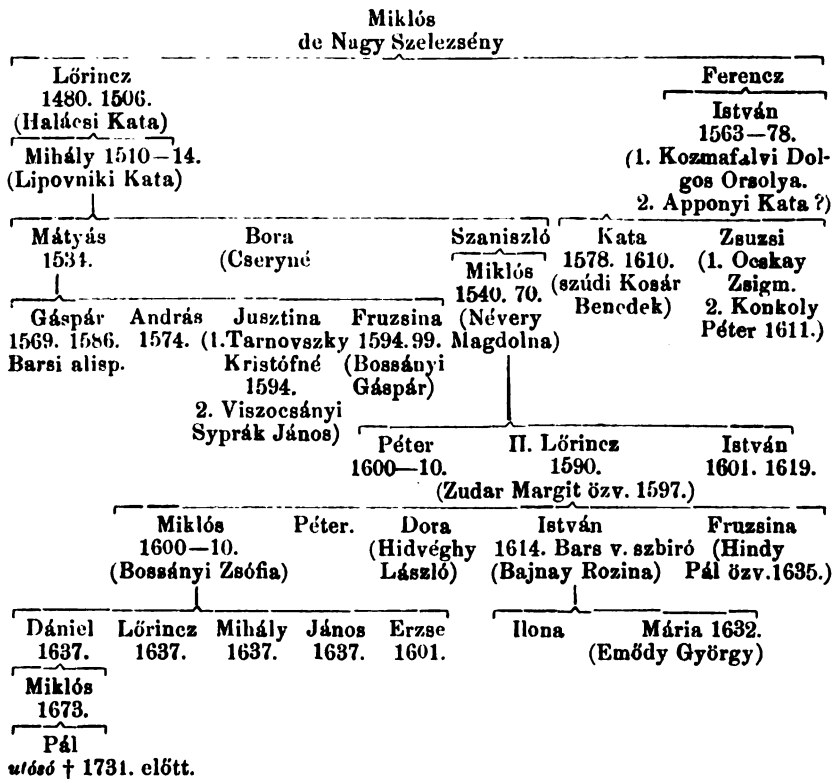 Miklós
de Nagy Szelezsény
Lőrincz Ferencz
1480. 1506. István
(Halácsi Kata) 1563—78.
Mihály 1510—14. (1. Kozmafalvi Dol-
(Lipovniki Kata) gos Orsolya.
2. Apponyi Kata?)
Mátyás Bora Szaniszló Kata Zsuzsi
1534. (Cseryné Miklós 1578. 1610. (1. Ocskay
1540. 70. (szúdi Kosár Zsigm.
Gáspár András Jusztina Fruzsina (Névery Benedek) 2. Konkoly
1569. 1586. 1574. (1.Tarnovszky 1594.99. Magdolna) Péter 1611.)
Barsi alisp. Kristófné (Bossányi
1594. Gáspár)
2. Viszocsányi
Syprák János)
Péter II. Lőrincz István
1600—10. 1590. 1601. 1619.
(Zudar Margit özv. 1597.)
Miklós Péter. Dora István Fruzsina
1600—10. (Hidvéghy 1614. Bars v. szbiró (Hindy
(Bossányi Zsófia) László) (Bajnay Rozina) Pál özv.1635.)
Dániel Lőrincz Mihály János Erzse Ilona Mária 1632.
1637. 1637. 1637. 1637. 1601. (Emődy György)
Miklós
1673.
Pál
utósó † 1731. előtt.